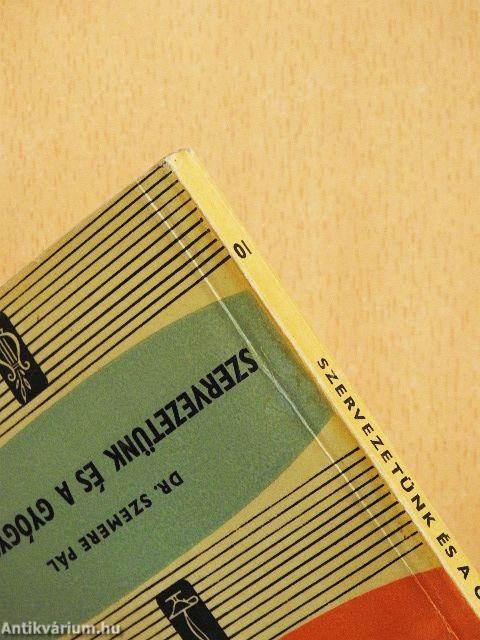 10
SZERVEZETÜNK ÉS A
DR. SZEMERE PÁL
SZERVEZETÜNK ÉS A GYÓGY
Antikvárium.hu